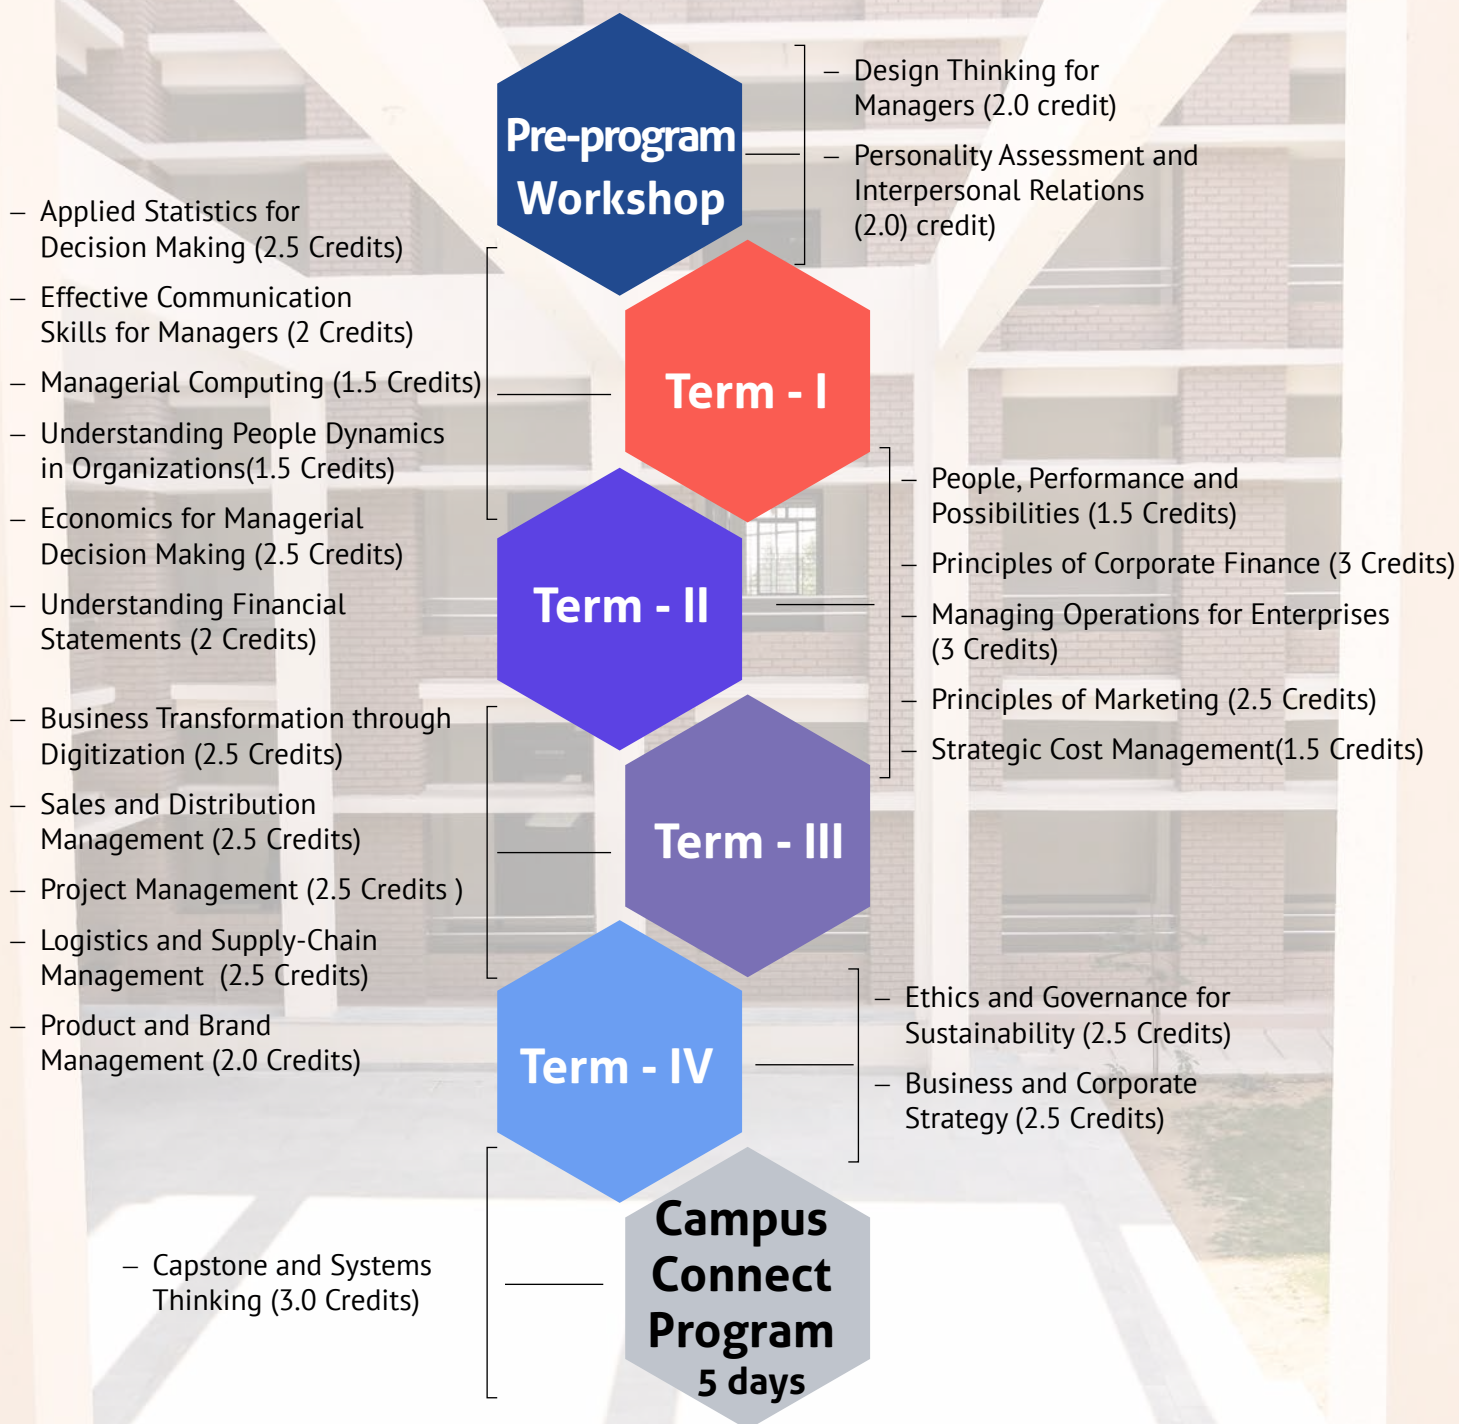 Pre-program
Workshop
– Design Thinking for
Managers (2.0 credit)
– Personality Assessment and
Interpersonal Relations
(2.0) credit)
Term - I
– Applied Statistics for
Decision Making (2.5 Credits)
– Effective Communication
Skills for Managers (2 Credits)
– Managerial Computing (1.5 Credits)
– Understanding People Dynamics
in Organizations(1.5 Credits)
– Economics for Managerial
Decision Making (2.5 Credits)
– Understanding Financial
Statements (2 Credits)
Term - II
– People, Performance and
Possibilities (1.5 Credits)
– Principles of Corporate Finance (3 Credits)
– Managing Operations for Enterprises
(3 Credits)
– Principles of Marketing (2.5 Credits)
– Strategic Cost Management(1.5 Credits)
Term - III
– Business Transformation through
Digitization (2.5 Credits)
– Sales and Distribution
Management (2.5 Credits)
– Project Management (2.5 Credits )
– Logistics and Supply-Chain
Management  (2.5 Credits)
– Product and Brand
Management (2.0 Credits)
Term - IV
– Ethics and Governance for
Sustainability (2.5 Credits)
– Business and Corporate
Strategy (2.5 Credits)
Campus
Connect
Program
5 days
– Capstone and Systems
Thinking (3.0 Credits)